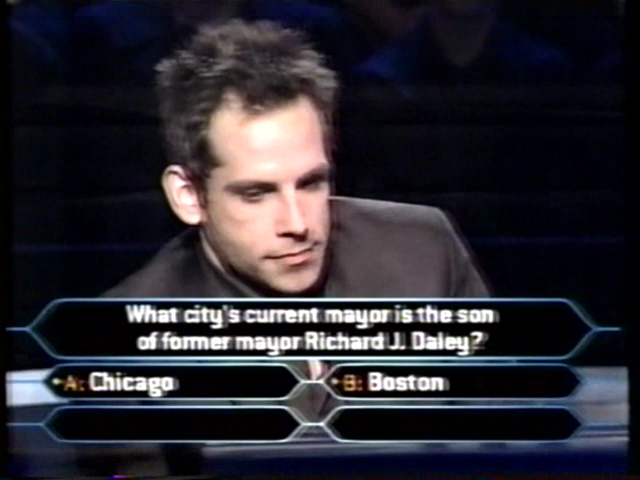 What city's current mayor is the son
of former mayor Richard J. Daley?
A: Chicago
B: Boston